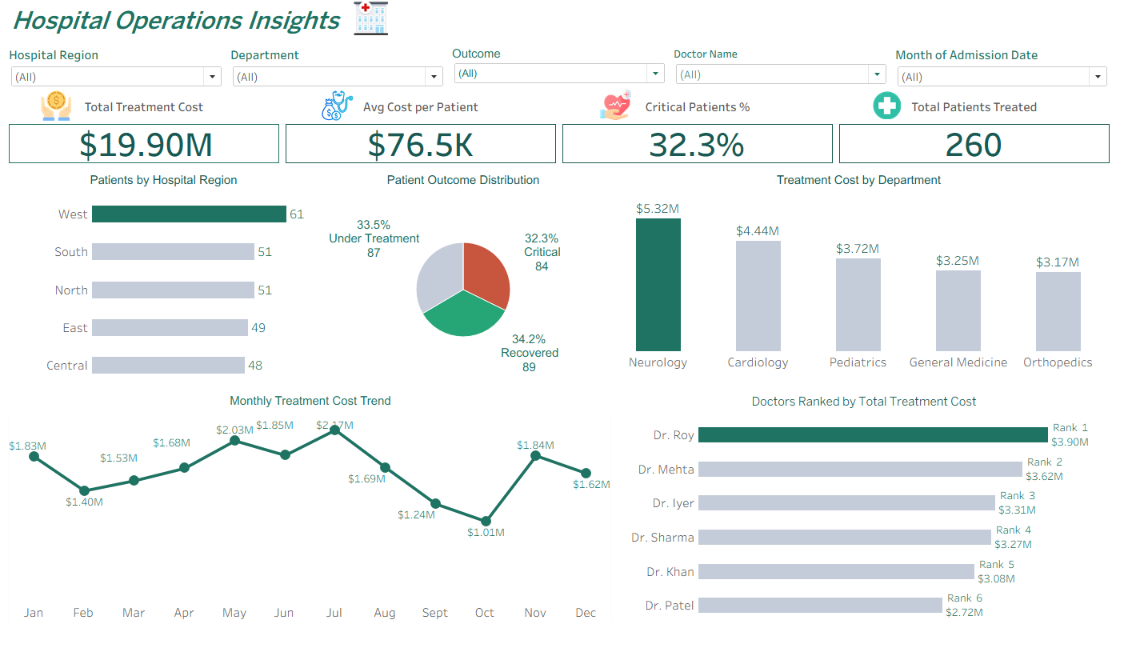 Hospital Operations Insights
Hospital Region
Department
Outcome
Doctor Name
Month of Admission Date
(All)
(All)
(All)
(All)
(All)
Total Treatment Cost
Avg Cost per Patient
Critical Patients %
Total Patients Treated
$19.90M
$76.5K
32.3%
260
Patients by Hospital Region
West
61
South
51
North
51
East
49
Central
48
Patient Outcome Distribution
33.5%
Under Treatment
87
32.3%
Critical
84
34.2%
Recovered
89
Treatment Cost by Department
$5.32M
$4.44M
$3.72M
$3.25M
$3.17M
Neurology
Cardiology
Pediatrics
General Medicine
Orthopedics
Monthly Treatment Cost Trend
$1.83M
$1.40M
$1.53M
$1.68M
$2.03M
$1.85M
$2.17M
$1.69M
$1.24M
$1.01M
$1.84M
$1.62M
Jan
Feb
Mar
Apr
May
Jun
Jul
Aug
Sept
Oct
Nov
Dec
Doctors Ranked by Total Treatment Cost
Dr. Roy
Rank 1
$3.90M
Dr. Mehta
Rank 2
$3.62M
Dr. Iyer
Rank 3
$3.31M
Dr. Sharma
Rank 4
$3.27M
Dr. Khan
Rank 5
$3.08M
Dr. Patel
Rank 6
$2.72M